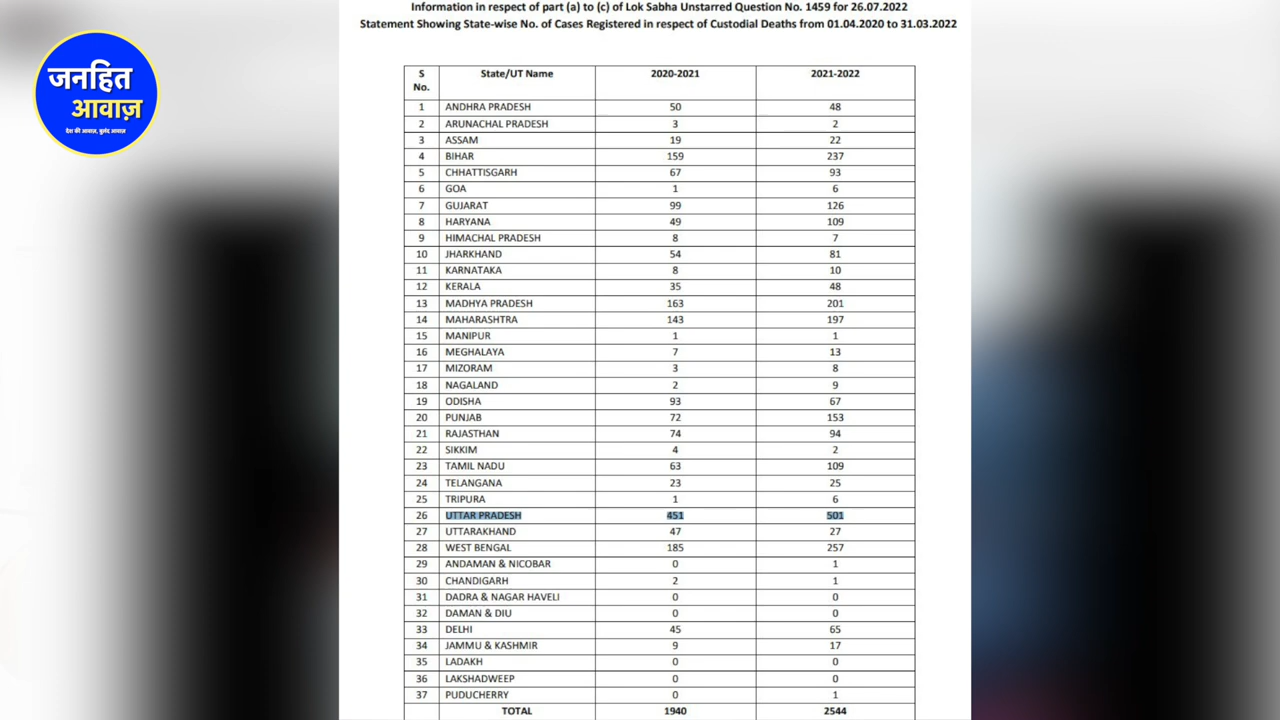 Information in respect of part (a) to (c) of Lok Sabha Unstarred Question No. 1459 for 26.07.2022
Statement Showing State-wise No. of Cases Registered in respect of Custodial Deaths from 01.04.2020 to 31.03.2022
जनहित
आवाज़
देश की आवाज़, बुलंद आवाज़
S No. State/UT Name 2020-2021 2021-2022
1 ANDHRA PRADESH 50 48
2 ARUNACHAL PRADESH 3 2
3 ASSAM 19 22
4 BIHAR 159 237
5 CHHATTISGARH 67 93
6 GOA 1 6
7 GUJARAT 99 126
8 HARYANA 49 109
9 HIMACHAL PRADESH 8 7
10 JHARKHAND 54 81
11 KARNATAKA 8 10
12 KERALA 35 48
13 MADHYA PRADESH 163 201
14 MAHARASHTRA 143 197
15 MANIPUR 1 1
16 MEGHALAYA 7 13
17 MIZORAM 3 8
18 NAGALAND 2 9
19 ODISHA 93 67
20 PUNJAB 72 153
21 RAJASTHAN 74 94
22 SIKKIM 4 2
23 TAMIL NADU 63 109
24 TELANGANA 23 25
25 TRIPURA 1 6
26 UTTAR PRADESH 451 501
27 UTTARAKHAND 47 27
28 WEST BENGAL 185 257
29 ANDAMAN & NICOBAR 0 1
30 CHANDIGARH 2 1
31 DADRA & NAGAR HAVELI 0 0
32 DAMAN & DIU 0 0
33 DELHI 45 65
34 JAMMU & KASHMIR 9 17
35 LADAKH 0 0
36 LAKSHADWEEP 0 0
37 PUDUCHERRY 0 1
TOTAL 1940 2544